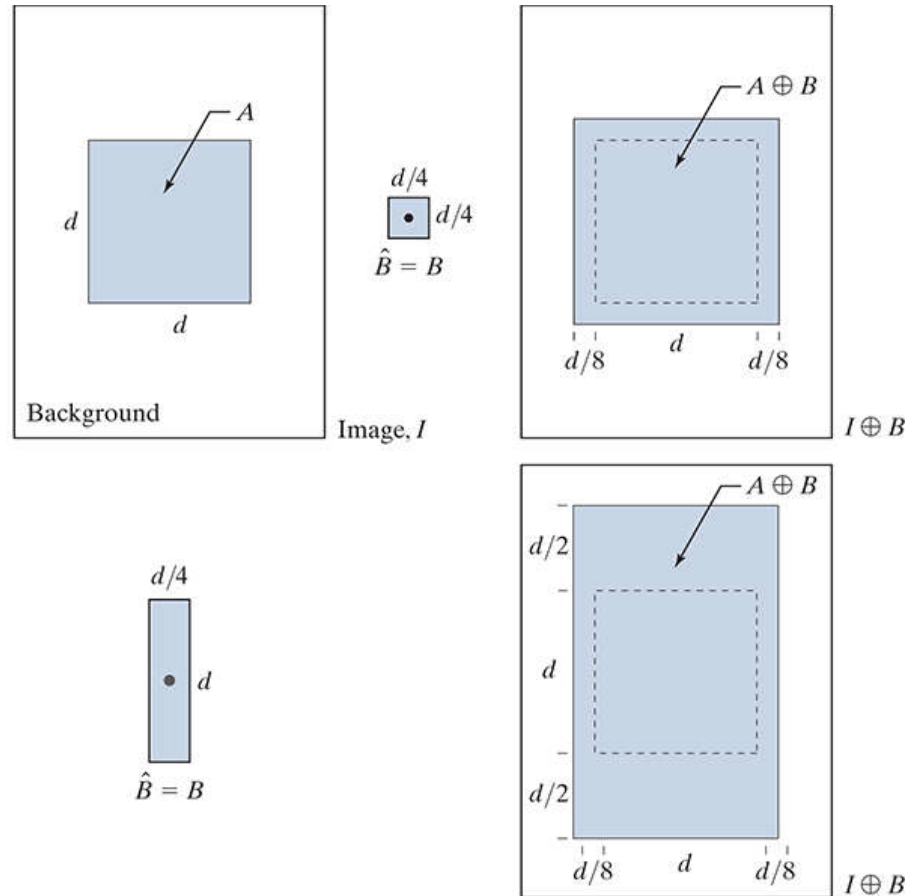 A
d
d
Background
Image, I
d/4
d/4
B̂ = B
A ⊕ B
d/8
d
d/8
I ⊕ B
d/4
d
B̂ = B
A ⊕ B
d/2
d
d/2
d/8
d
d/8
I ⊕ B